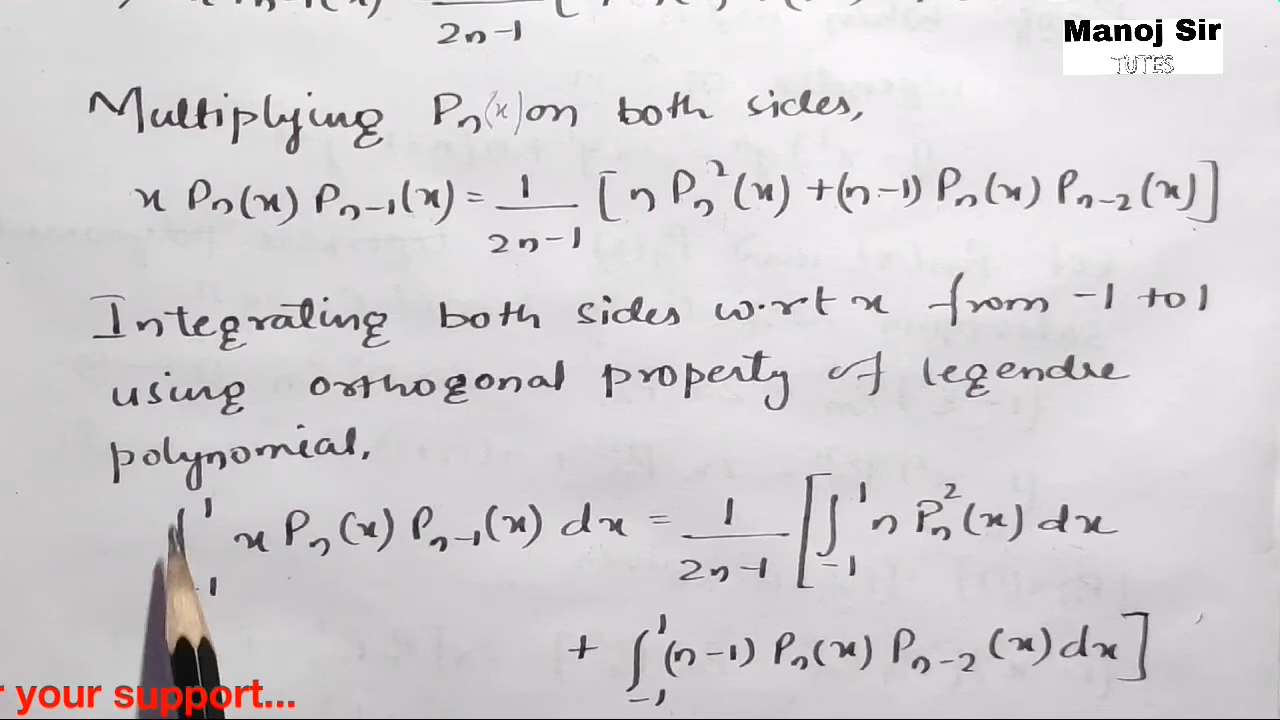 2n-1
Manoj Sir
TUTES
Multiplying Pn(x) on both sides,
x Pn(x) Pn-1(x) = 1/2n-1 [n Pn²(x) + (n-1) Pn(x) Pn-2(x)]
Integrating both sides w.r.t x from -1 to 1
using orthogonal property of legendre
polynomial,
∫₋₁¹ x Pn(x) Pn-1(x) dx = 1/2n-1 [∫₋₁¹ n Pn²(x) dx
+ ∫₋₁¹ (n-1) Pn(x) Pn-2(x) dx]
your support...